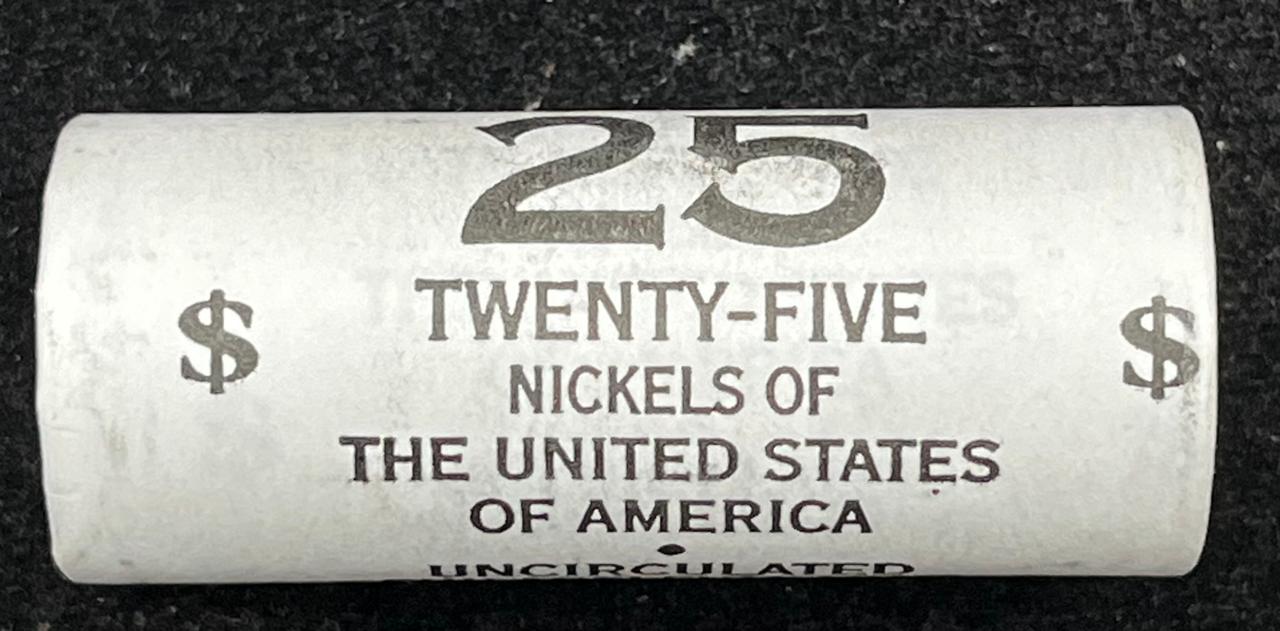 25
TWENTY-FIVE
$ $
NICKELS OF
THE UNITED STATES
OF AMERICA
•
UNCIRCULATED